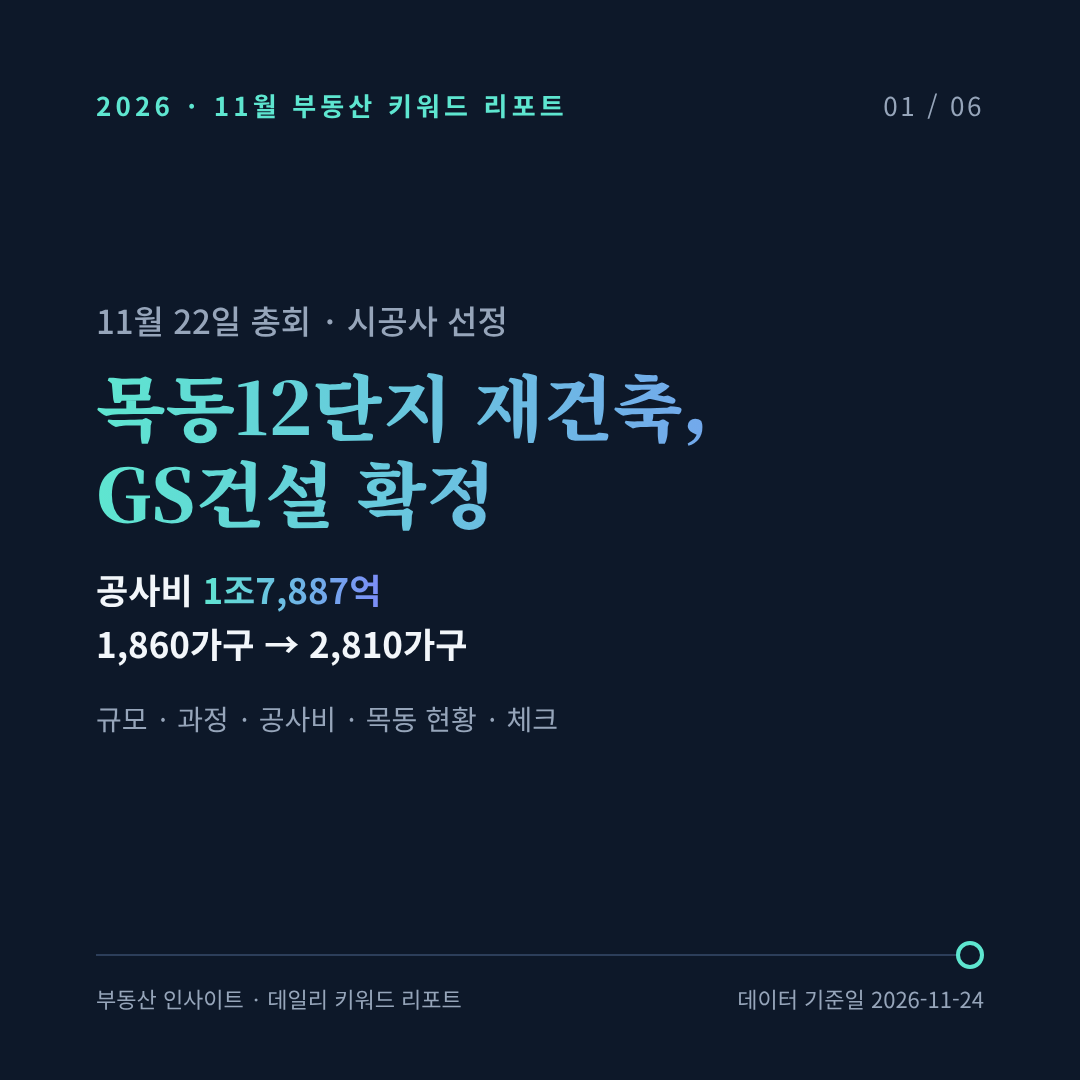 2026 · 11월 부동산 키워드 리포트
01 / 06
11월 22일 총회 · 시공사 선정
목동12단지 재건축,
GS건설 확정
공사비 1조7,887억
1,860가구 → 2,810가구
규모 · 과정 · 공사비 · 목동 현황 · 체크
부동산 인사이트 · 데일리 키워드 리포트
데이터 기준일 2026-11-24